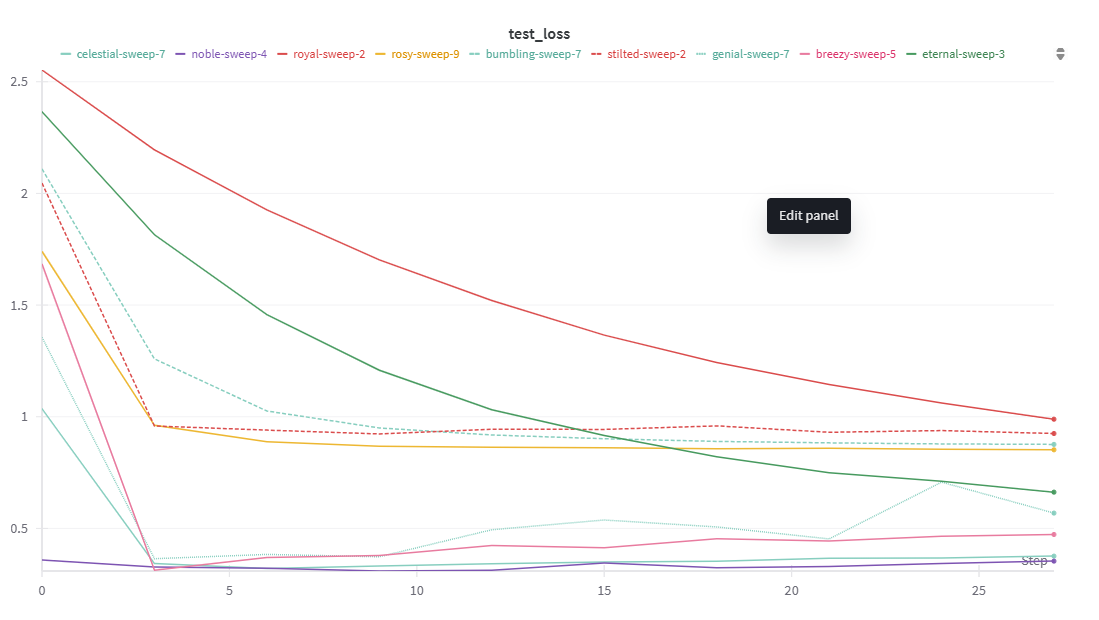 test_loss
celestial-sweep-7 noble-sweep-4 royal-sweep-2 rosy-sweep-9 bumbling-sweep-7 stilted-sweep-2 genial-sweep-7 breezy-sweep-5 eternal-sweep-3
2.5
2
Edit panel
1.5
1
0.5
Step
0 5 10 15 20 25